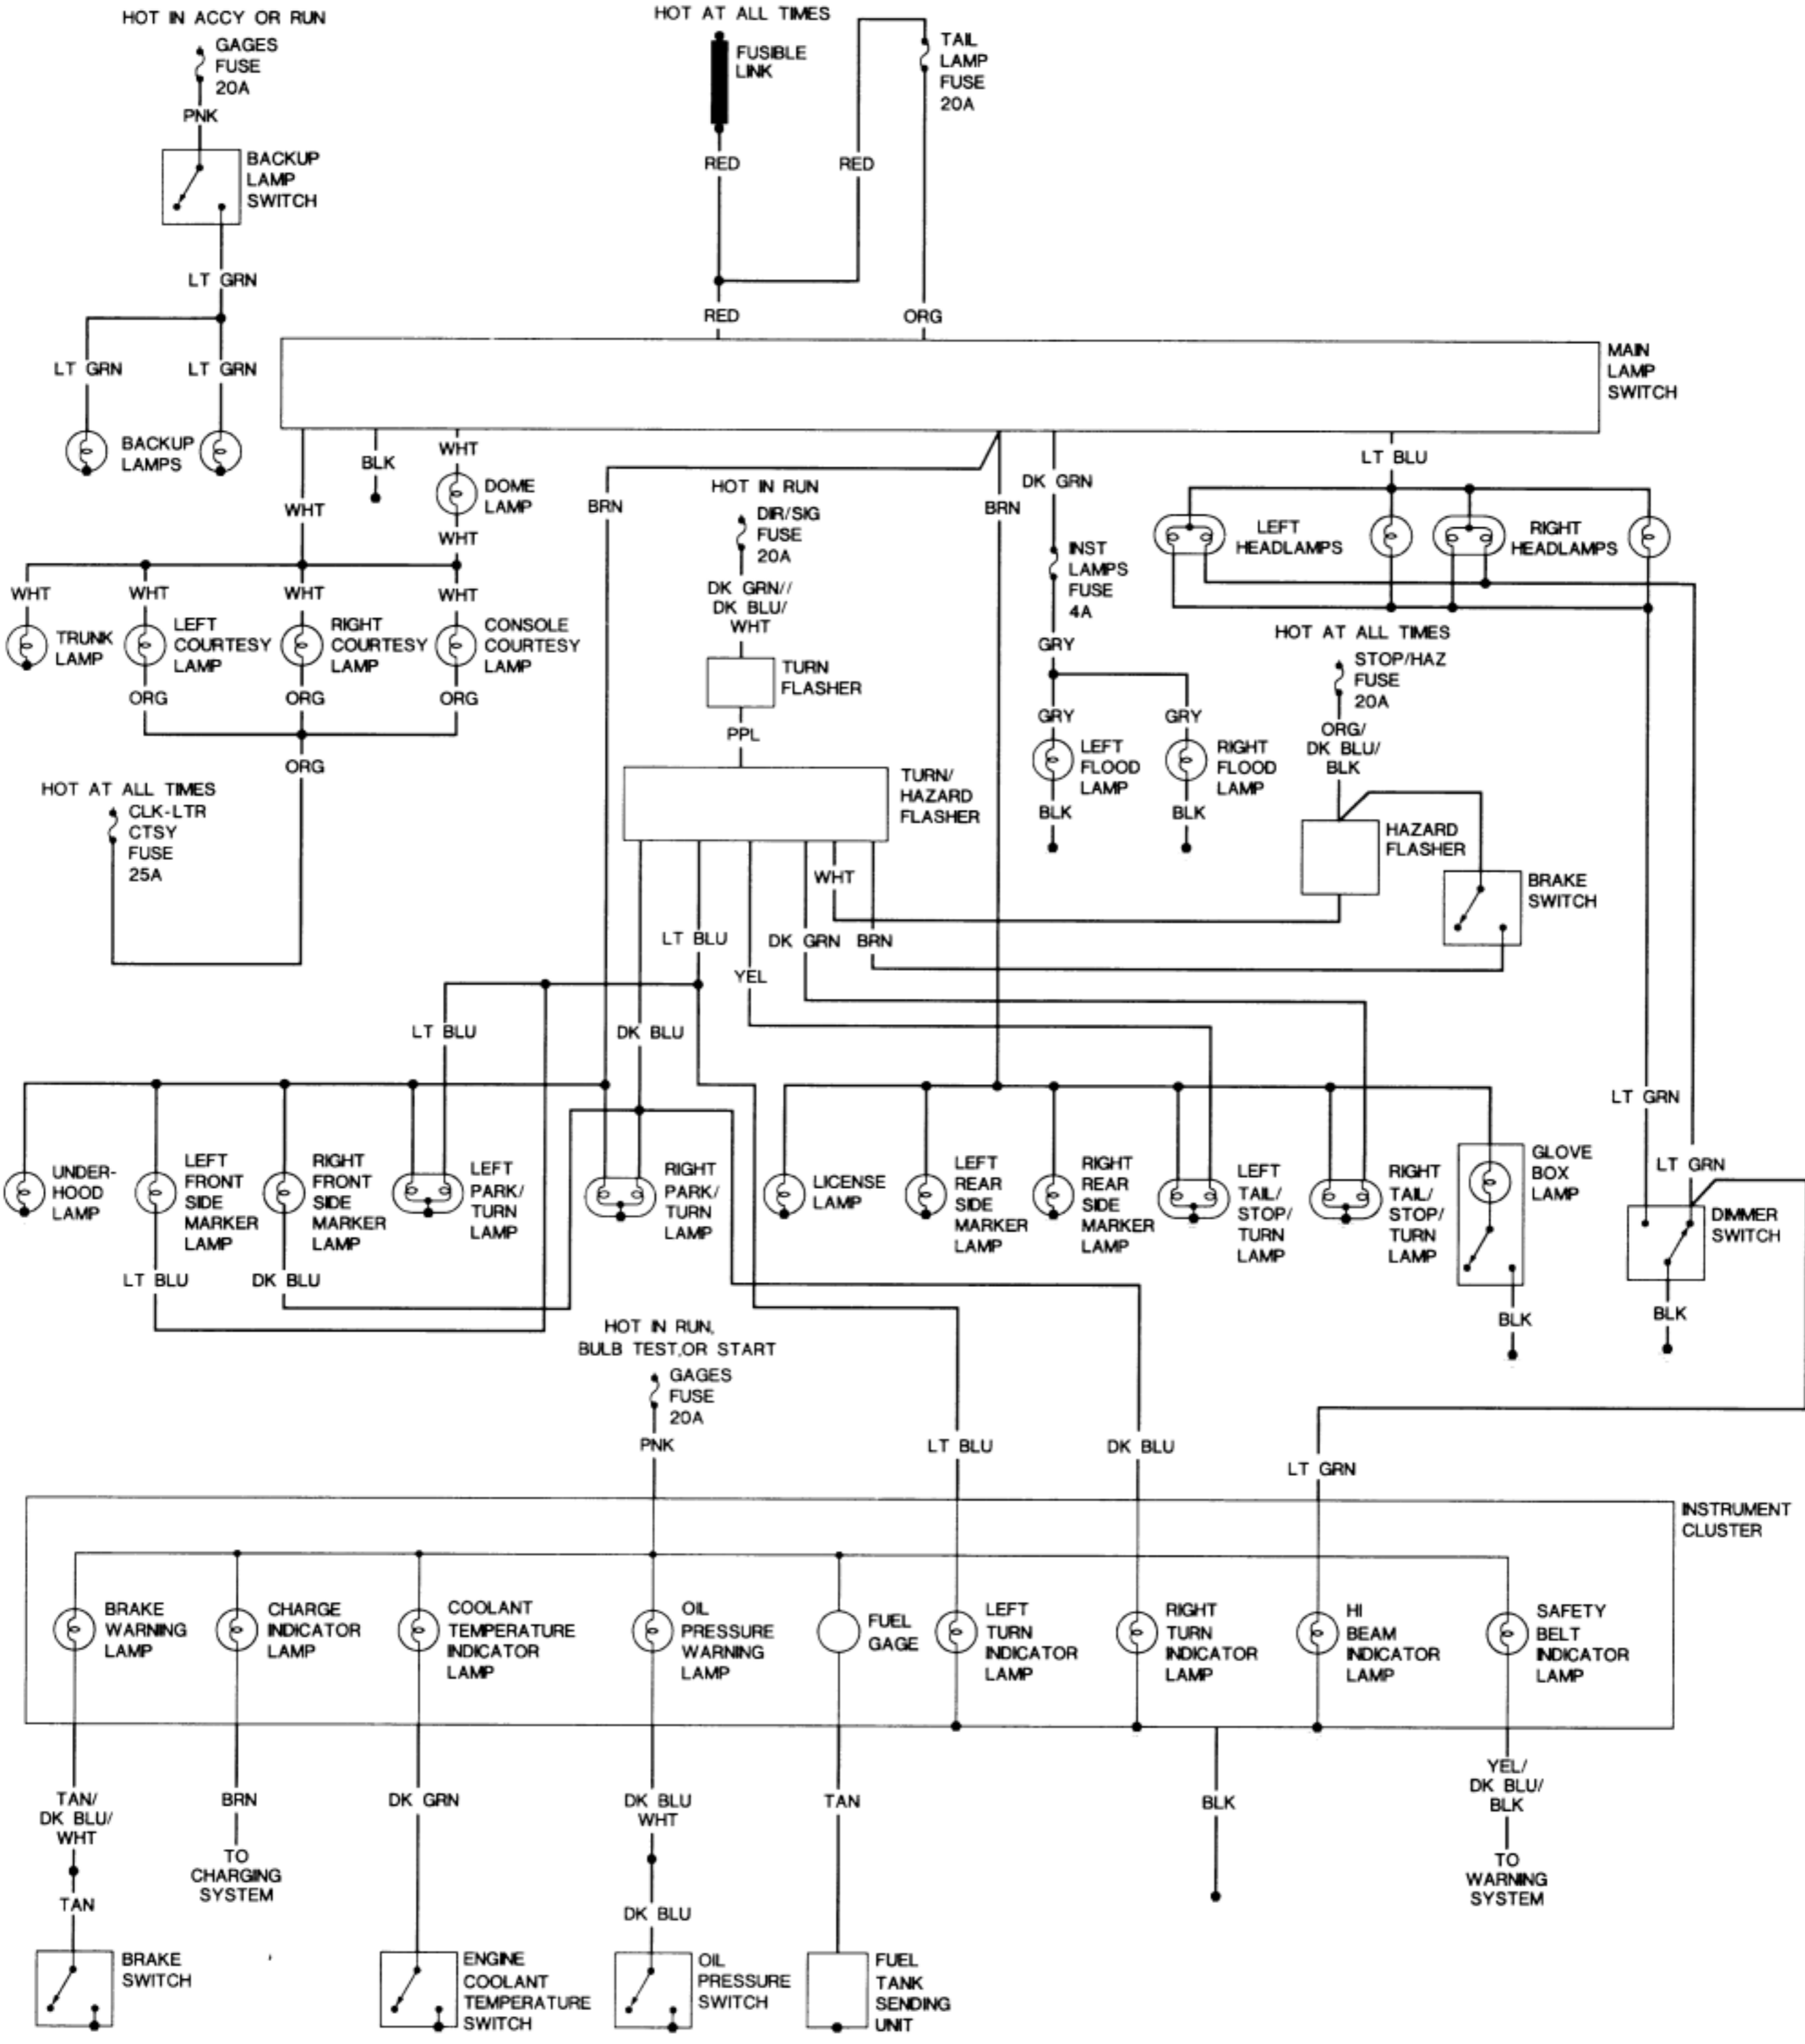 HOT IN ACCY OR RUN
GAGES
FUSE
20A
PNK
BACKUP
LAMP
SWITCH
LT GRN
LT GRN
LT GRN
BACKUP
LAMPS
HOT AT ALL TIMES
FUSIBLE
LINK
RED
RED
TAIL
LAMP
FUSE
20A
RED
ORG
MAIN
LAMP
SWITCH
WHT
BLK
WHT
DOME
LAMP
WHT
WHT
WHT
WHT
WHT
TRUNK
LAMP
LEFT
COURTESY
LAMP
RIGHT
COURTESY
LAMP
CONSOLE
COURTESY
LAMP
ORG
ORG
ORG
ORG
HOT AT ALL TIMES
CLK-LTR
CTSY
FUSE
25A
BRN
HOT IN RUN
DIR/SIG
FUSE
20A
DK GRN//
DK BLU/
WHT
TURN
FLASHER
PPL
TURN/
HAZARD
FLASHER
BRN
DK GRN
INST
LAMPS
FUSE
4A
GRY
GRY
GRY
LEFT
FLOOD
LAMP
RIGHT
FLOOD
LAMP
BLK
BLK
LT BLU
LEFT
HEADLAMPS
RIGHT
HEADLAMPS
HOT AT ALL TIMES
STOP/HAZ
FUSE
20A
ORG/
DK BLU/
BLK
HAZARD
FLASHER
BRAKE
SWITCH
WHT
LT BLU
DK GRN
BRN
YEL
LT BLU
DK BLU
UNDER-
HOOD
LAMP
LEFT
FRONT
SIDE
MARKER
LAMP
RIGHT
FRONT
SIDE
MARKER
LAMP
LEFT
PARK/
TURN
LAMP
RIGHT
PARK/
TURN
LAMP
LICENSE
LAMP
LEFT
REAR
SIDE
MARKER
LAMP
RIGHT
REAR
SIDE
MARKER
LAMP
LEFT
TAIL/
STOP/
TURN
LAMP
RIGHT
TAIL/
STOP/
TURN
LAMP
GLOVE
BOX
LAMP
LT GRN
LT GRN
DIMMER
SWITCH
LT BLU
DK BLU
BLK
BLK
HOT IN RUN,
BULB TEST,OR START
GAGES
FUSE
20A
PNK
LT BLU
DK BLU
LT GRN
INSTRUMENT
CLUSTER
BRAKE
WARNING
LAMP
CHARGE
INDICATOR
LAMP
COOLANT
TEMPERATURE
INDICATOR
LAMP
OIL
PRESSURE
WARNING
LAMP
FUEL
GAGE
LEFT
TURN
INDICATOR
LAMP
RIGHT
TURN
INDICATOR
LAMP
HI
BEAM
INDICATOR
LAMP
SAFETY
BELT
INDICATOR
LAMP
TAN/
DK BLU/
WHT
BRN
DK GRN
DK BLU
WHT
TAN
BLK
YEL/
DK BLU/
BLK
TO
CHARGING
SYSTEM
TO
WARNING
SYSTEM
TAN
DK BLU
BRAKE
SWITCH
ENGINE
COOLANT
TEMPERATURE
SWITCH
OIL
PRESSURE
SWITCH
FUEL
TANK
SENDING
UNIT